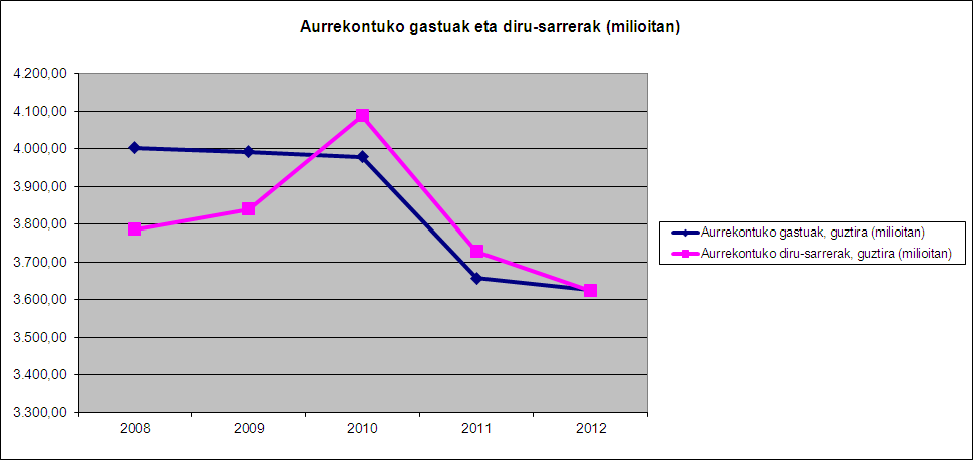 Aurrekontuko gastuak eta diru-sarrerak (milioitan)
4.200,00
4.100,00
4.000,00
3.900,00
3.800,00
3.700,00
3.600,00
3.500,00
3.400,00
3.300,00
2008 2009 2010 2011 2012
Aurrekontuko gastuak, guztira (milioitan)
Aurrekontuko diru-sarrerak, guztira (milioitan)